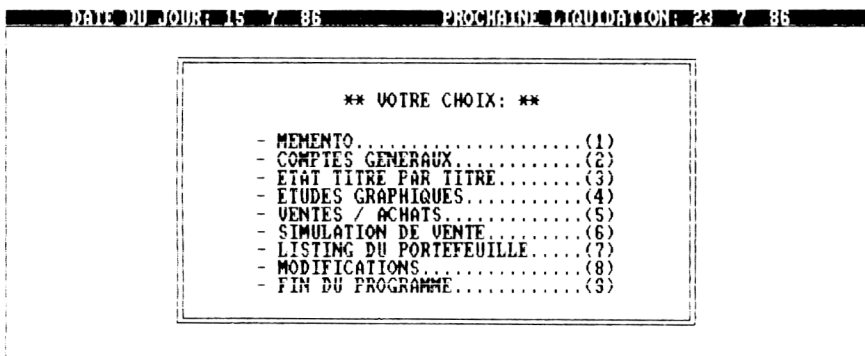 DATE DU JOUR: 15 7 86 PROCHAINE LIQUIDATION: 23 7 86
** VOTRE CHOIX: **
- MEMENTO......................(1)
- COMPTES GENERAUX............(2)
- ETAT TITRE PAR TITRE........(3)
- ETUDES GRAPHIQUES...........(4)
- VENTES / ACHATS.............(5)
- SIMULATION DE VENTE.........(6)
- LISTING DU PORTEFEUILLE.....(7)
- MODIFICATIONS...............(8)
- FIN DU PROGRAMME............(9)